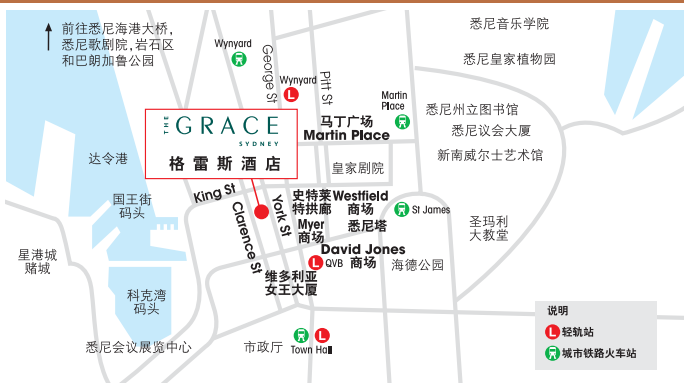 前往悉尼海港大桥，
悉尼歌剧院，岩石区
和巴朗加鲁公园
悉尼音乐学院
Wynyard
George St
悉尼皇家植物园
Wynyard
Pitt St
Martin
Place
悉尼州立图书馆
THE GRACE
SYDNEY
格雷斯酒店
马丁广场
Martin Place
悉尼议会大厦
新南威尔士艺术馆
达令港
皇家剧院
King St
国王街
码头
Clarence St
York St
史特莱
特拱廊
Westfield
商场
Myer
商场
悉尼塔
St James
圣玛利
大教堂
David Jones
商场
QVB
海德公园
星港城
赌城
维多利亚
女王大厦
科克湾
码头
悉尼会议展览中心
市政厅
Town Hall
说明
L 轻轨站
城市铁路火车站